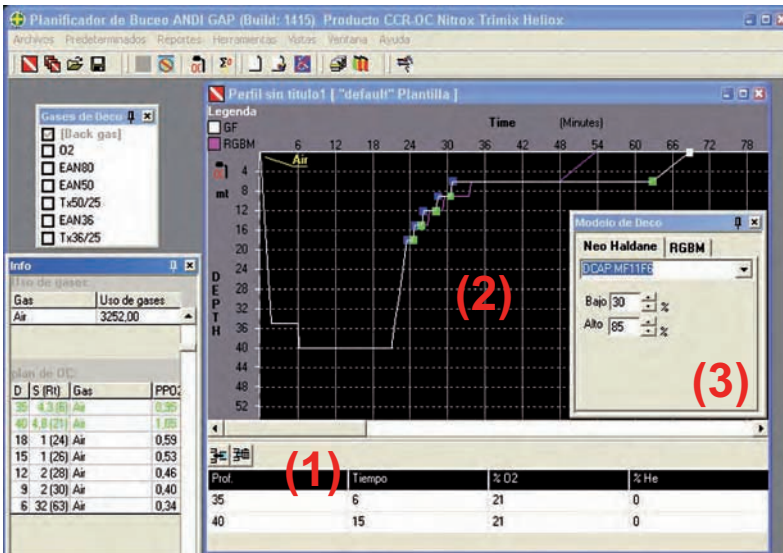 Planificador de Buceo ANDI GAP (Build: 1415) Producto CCR-OC Nitrox Trimix Heliox
Archivos Predeterminados Reportes Herramientas Vistas Ventana Ayuda
Perfil sin titulo1 [ "default" Plantilla ]
Legenda
GF
RGBM
Time (Minutes)
6 12 18 24 30 36 42 48 54 60 66 72 78
Air
mt
DEPTH
4
8
12
16
20
24
28
32
36
40
44
48
52
(2)
Gases de Deco
[Back gas]
O2
EAN80
EAN50
Tx50/25
EAN36
Tx36/25
Info
Uso de gases
Gas Uso de gases
Air 3252,00
plan de OC
D S (Rt) Gas PPO2
35 4,3 (6) Air 0,95
40 4,8 (21) Air 1,05
18 1 (24) Air 0,59
15 1 (26) Air 0,53
12 2 (28) Air 0,46
9 2 (30) Air 0,40
6 32 (63) Air 0,34
Modelo de Deco
Neo Haldane RGBM
DCAP MF11F6
Bajo 30 %
Alto 85 %
(3)
(1)
Prof. Tiempo % O2 % He
35 6 21 0
40 15 21 0